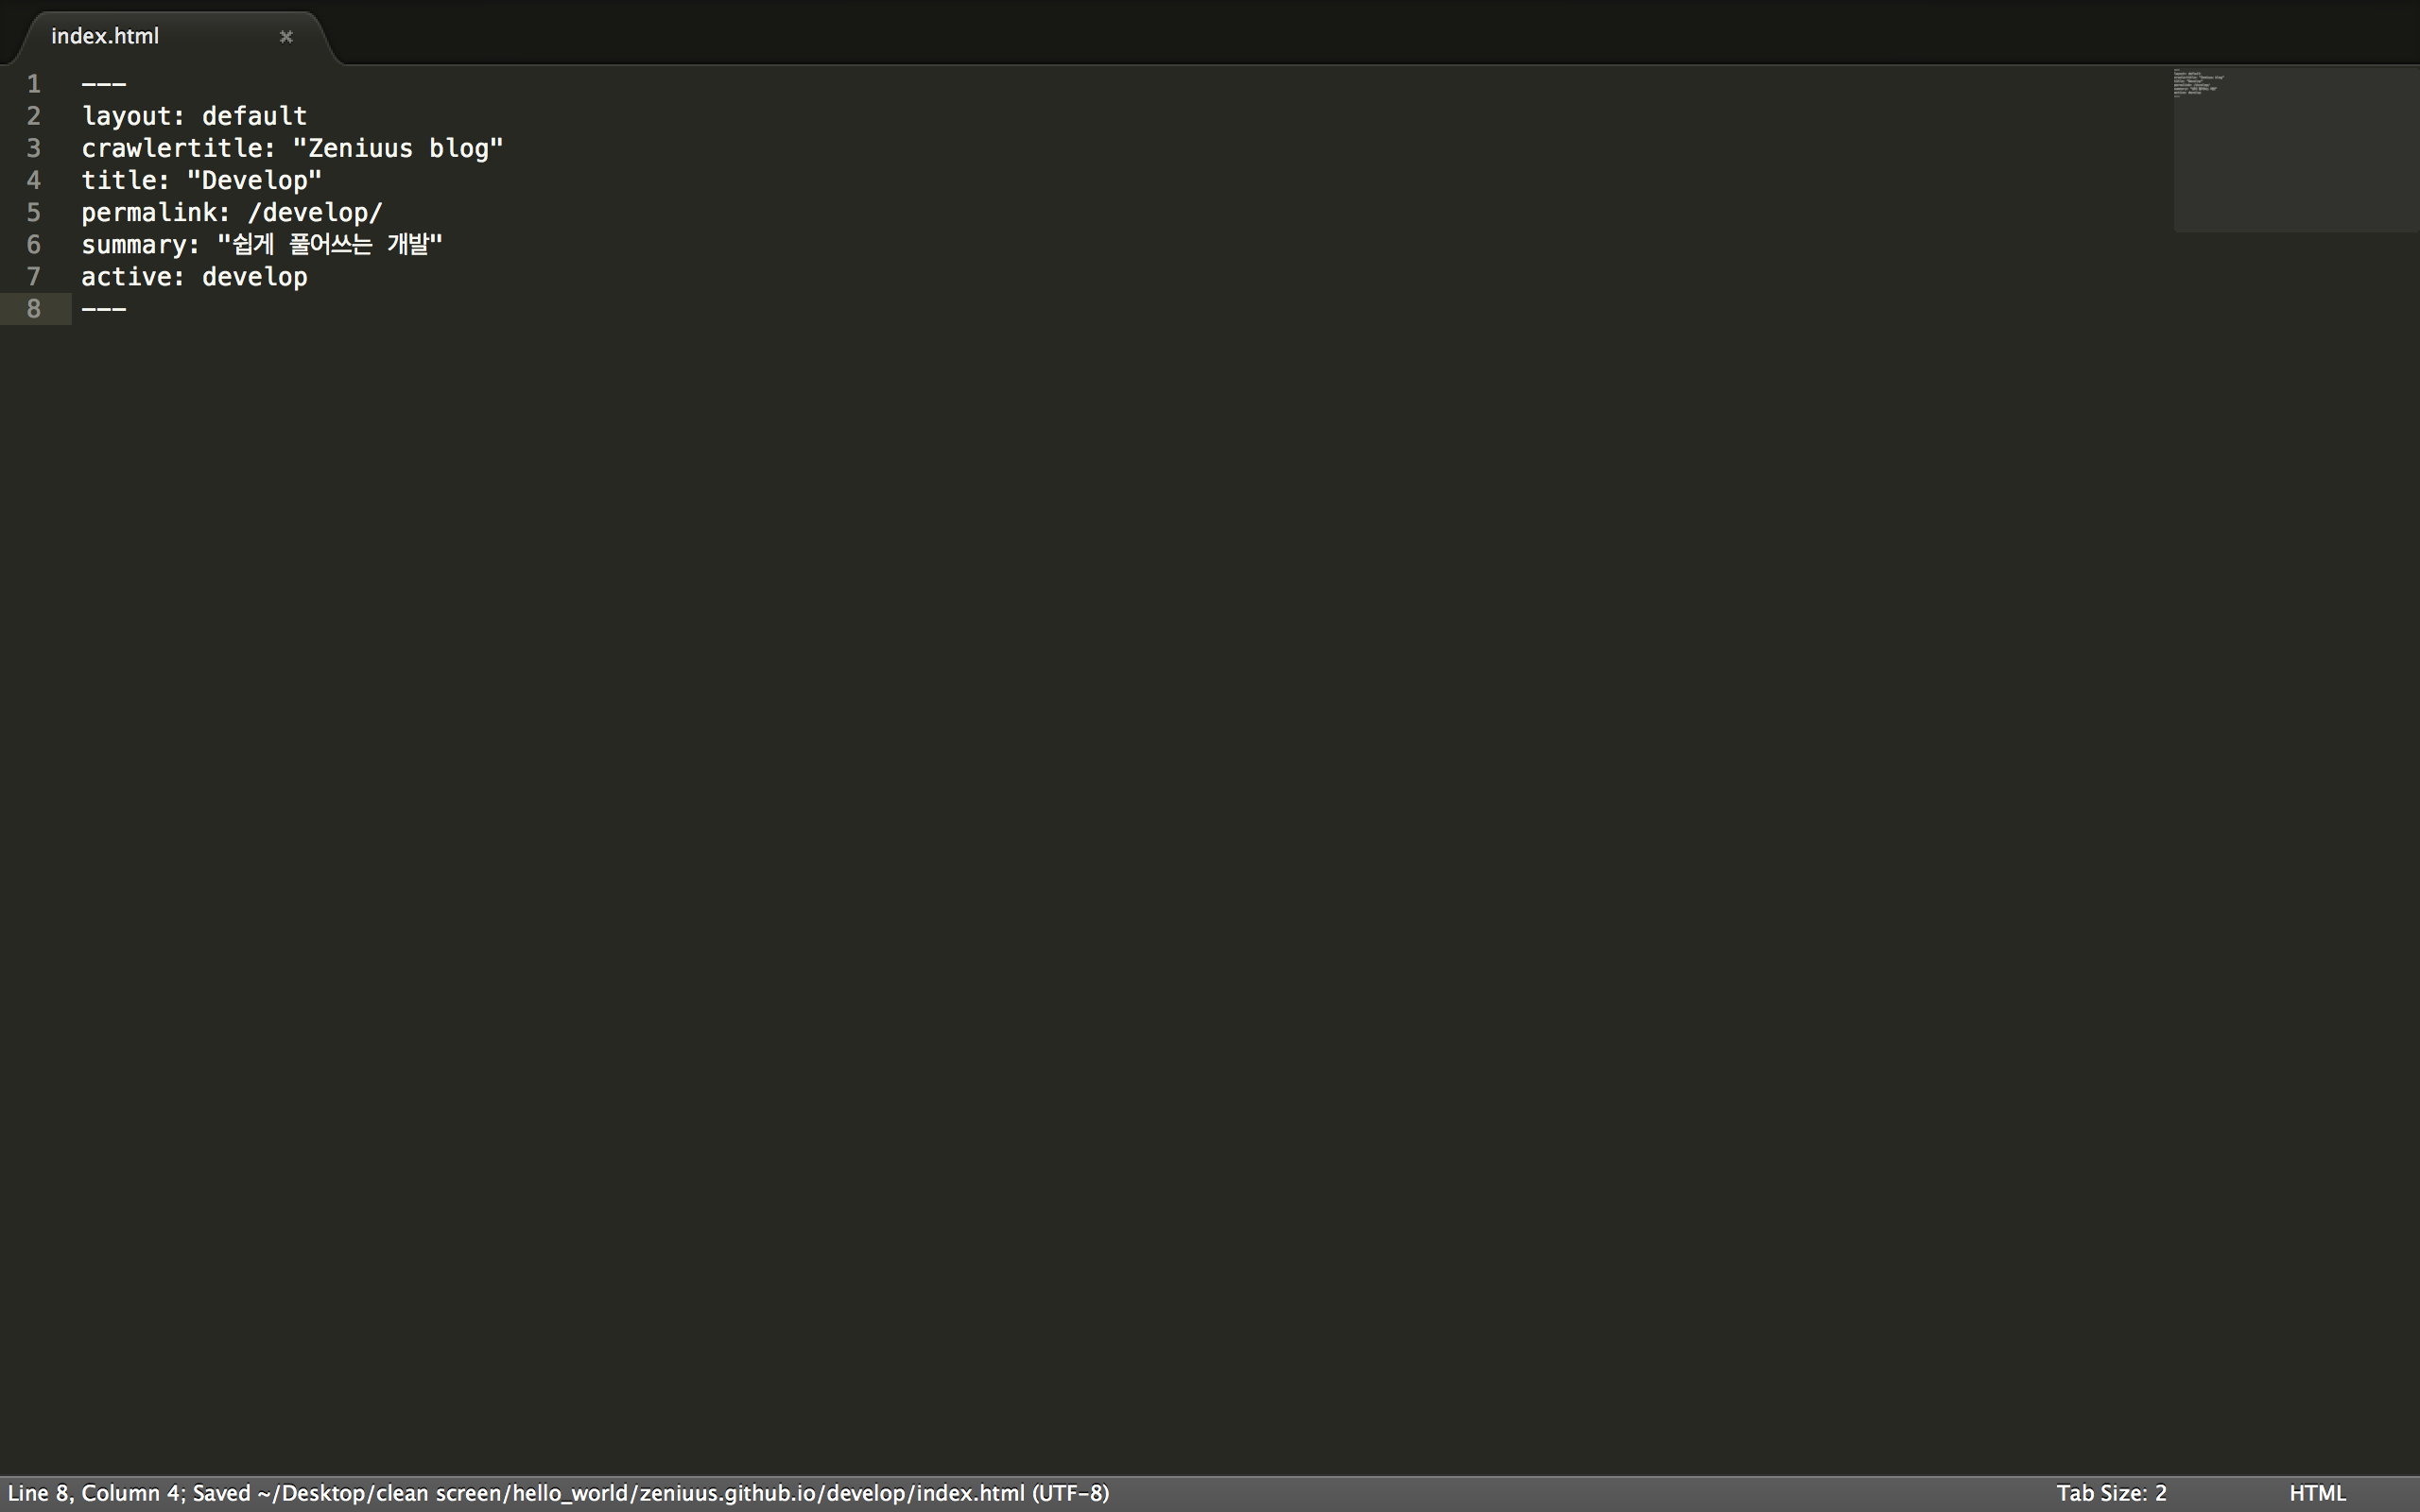 index.html
1 ---
2 layout: default
3 crawlertitle: "Zeniuus blog"
4 title: "Develop"
5 permalink: /develop/
6 summary: "쉽게 풀어쓰는 개발"
7 active: develop
8 ---
Line 8, Column 4; Saved ~/Desktop/clean screen/hello_world/zeniuus.github.io/develop/index.html (UTF-8) Tab Size: 2 HTML